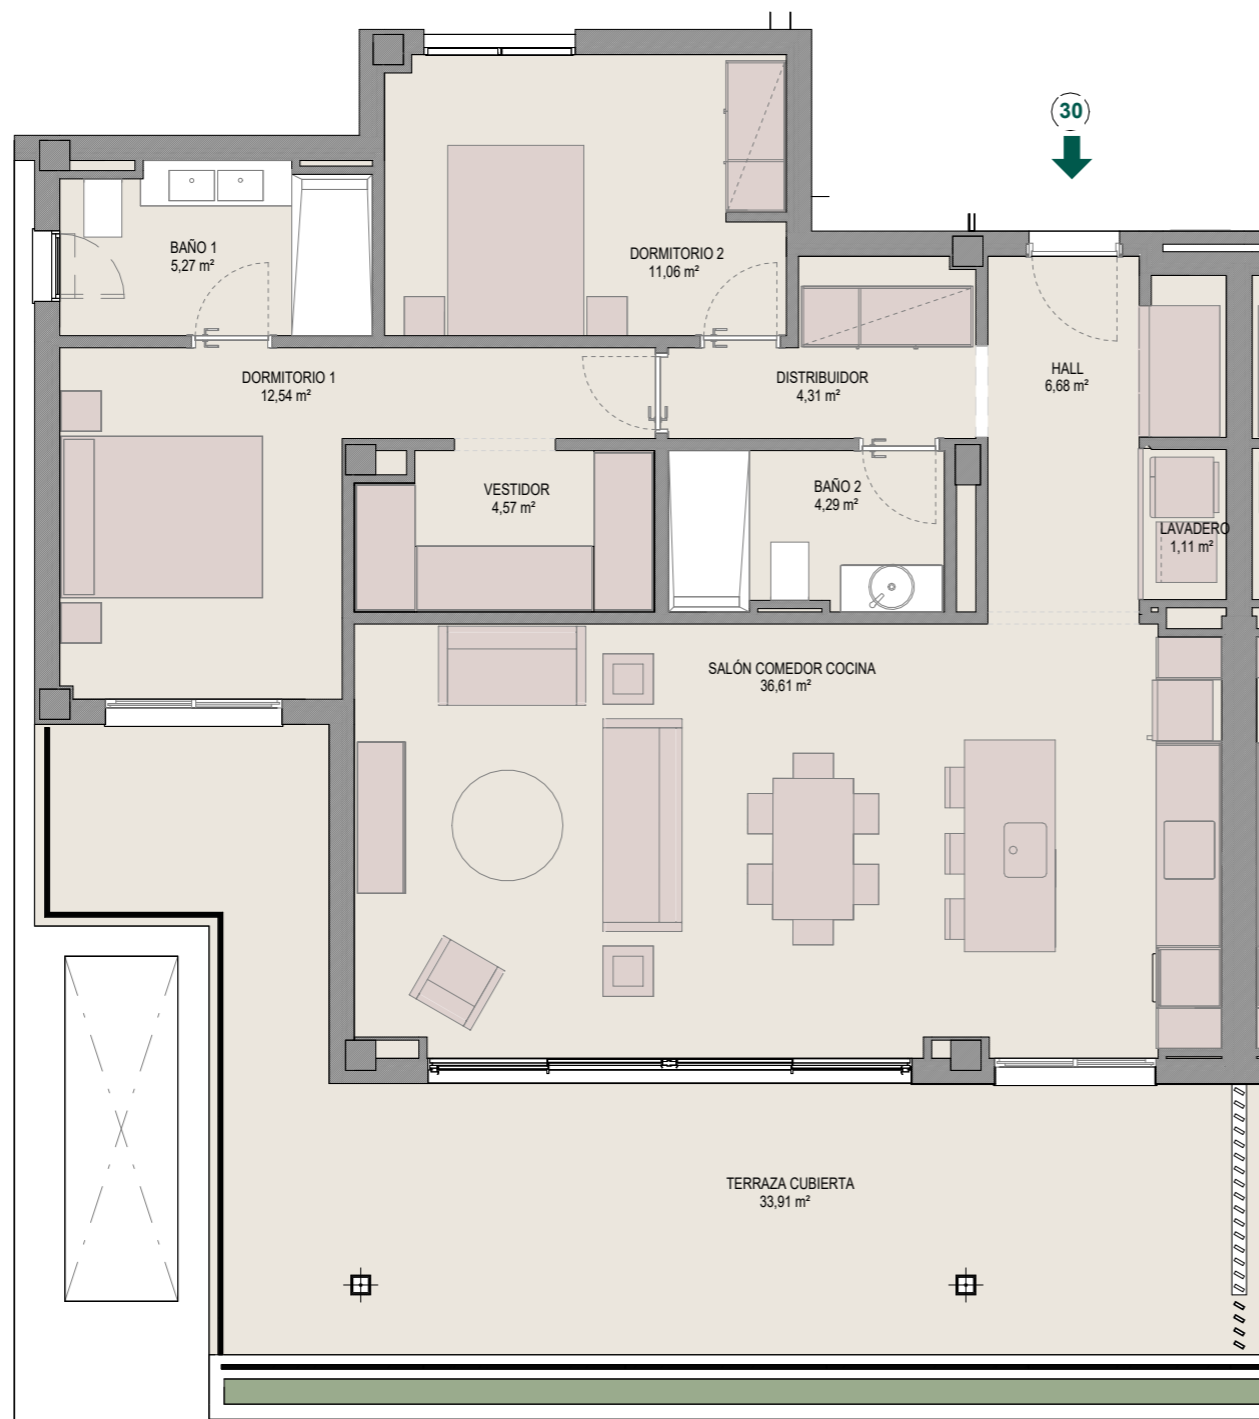 30
BAÑO 1
5,27 m²
DORMITORIO 2
11,06 m²
DORMITORIO 1
12,54 m²
DISTRIBUIDOR
4,31 m²
HALL
6,68 m²
VESTIDOR
4,57 m²
BAÑO 2
4,29 m²
LAVADERO
1,11 m²
SALÓN COMEDOR COCINA
36,61 m²
TERRAZA CUBIERTA
33,91 m²